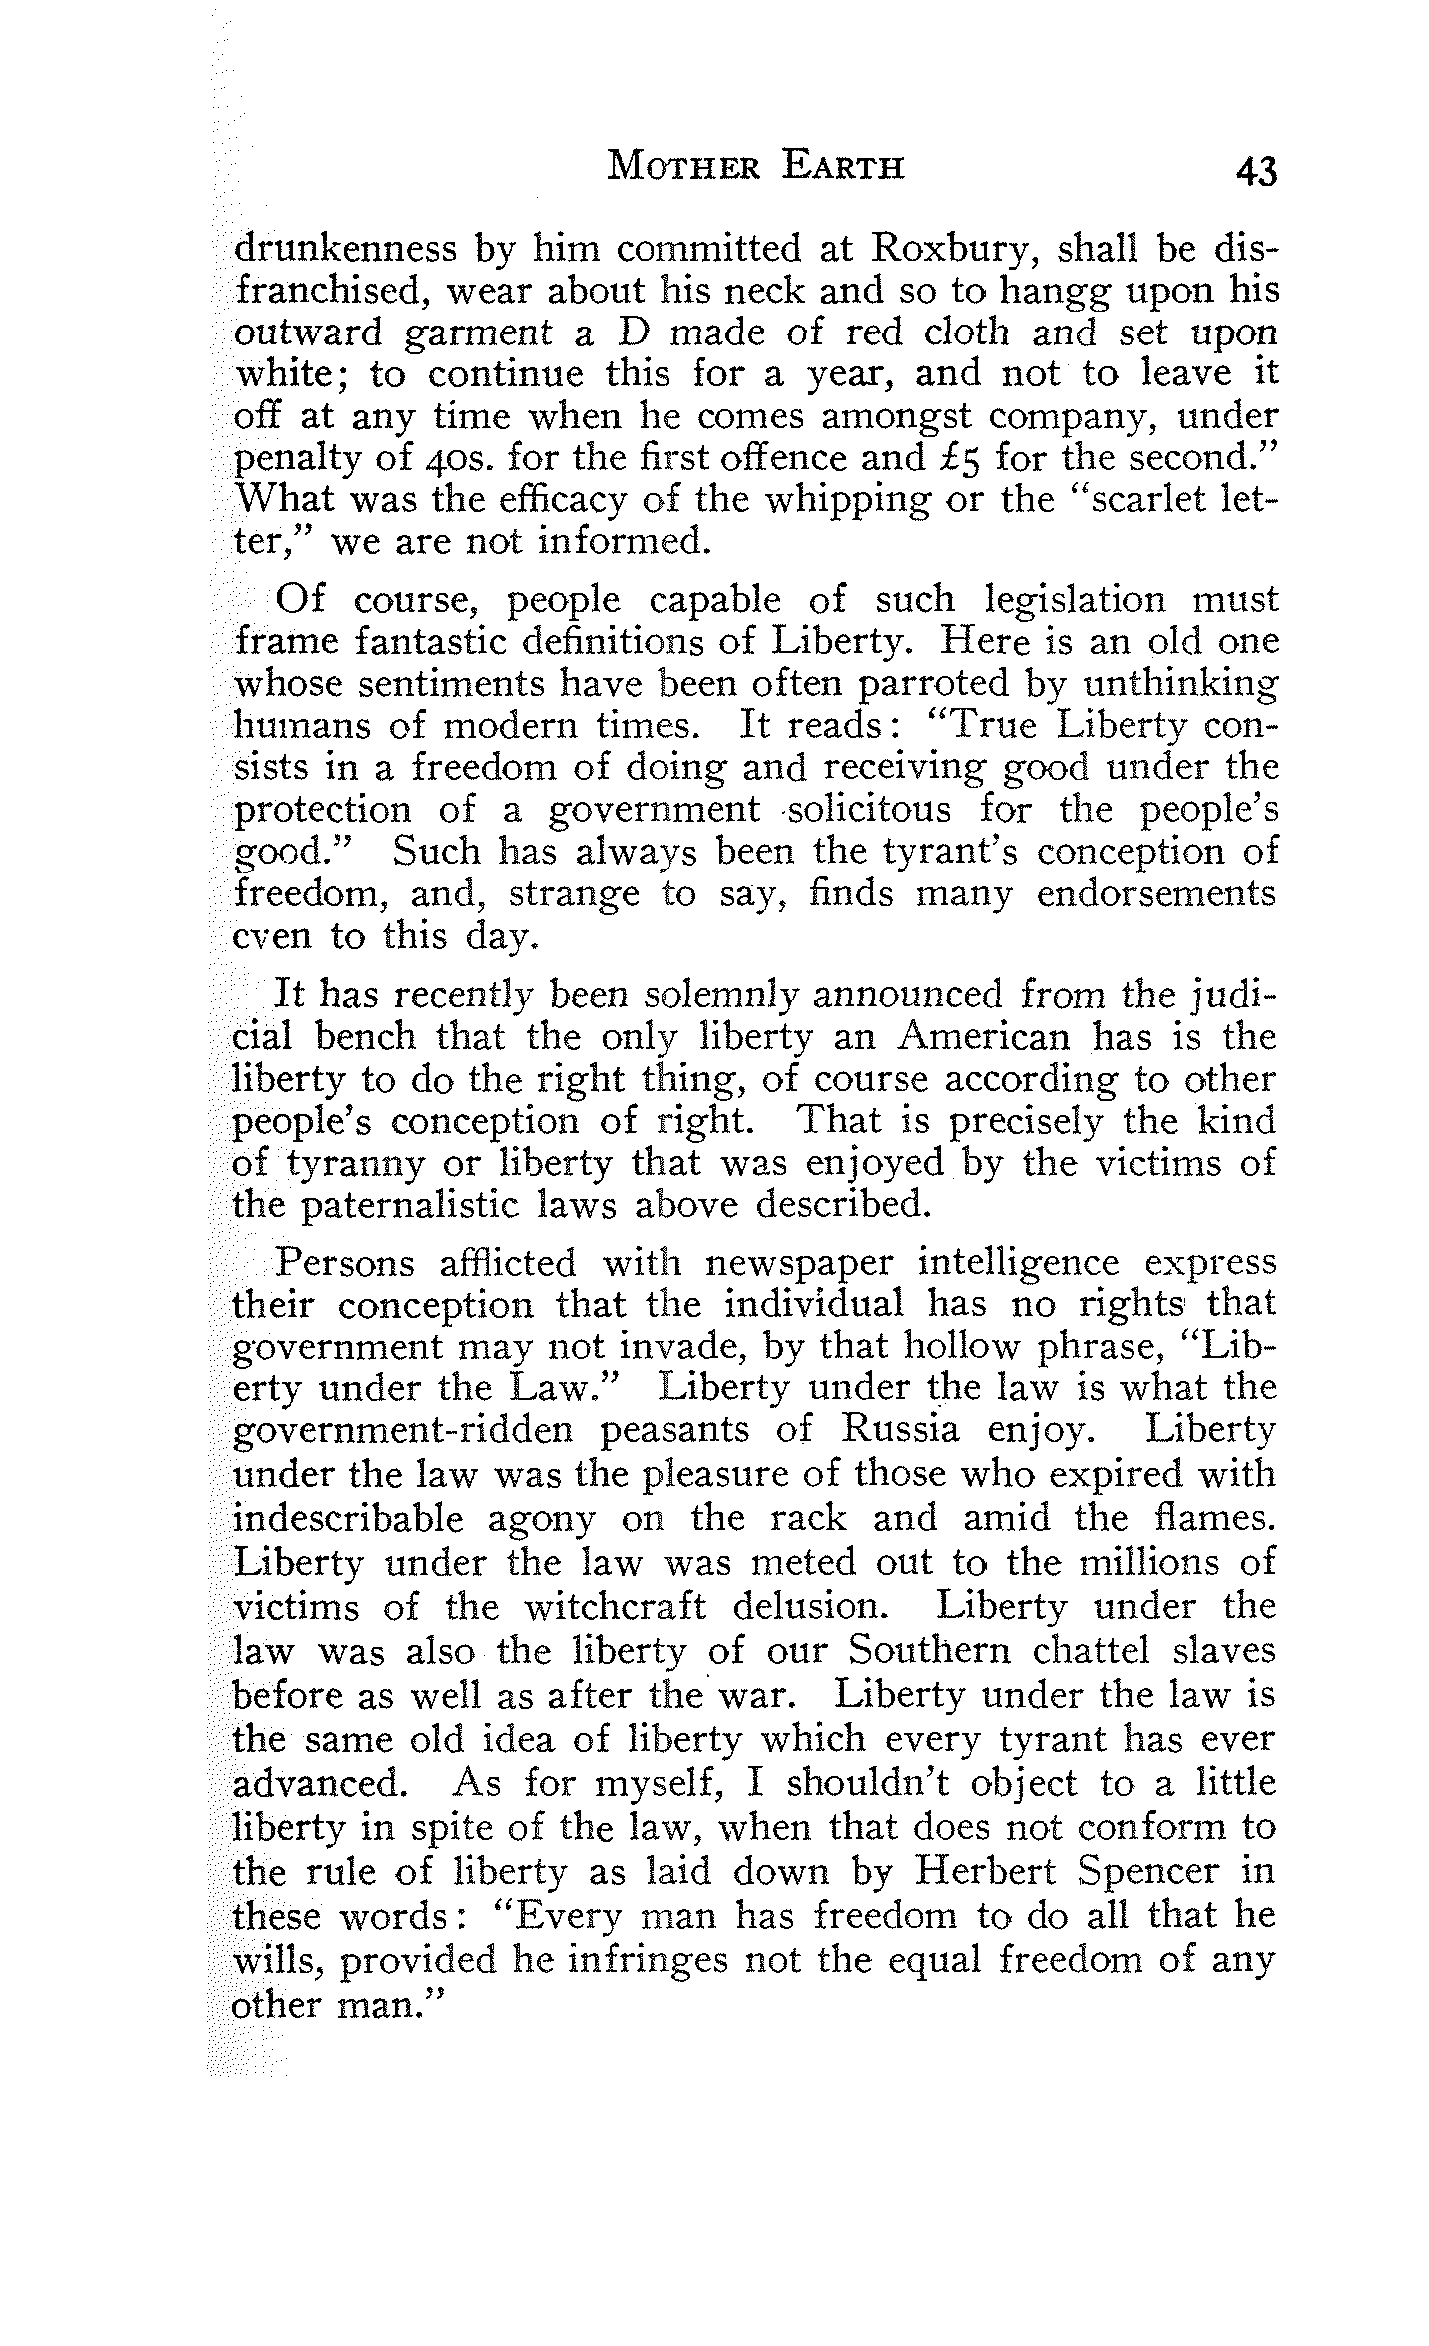 MOTHER EARTH 43
drunkenness by him committed at Roxbury, shall be dis-
franchised, wear about his neck and so to hangg upon his
outward garment a D made of red cloth and set upon
white; to continue this for a year, and not to leave it
off at any time when he comes amongst company, under
penalty of 40s. for the first offence and £5 for the second."
What was the efficacy of the whipping or the "scarlet let-
ter," we are not informed.
Of course, people capable of such legislation must
frame fantastic definitions of Liberty. Here is an old one
whose sentiments have been often parroted by unthinking
humans of modern times. It reads: "True Liberty con-
sists in a freedom of doing and receiving good under the
protection of a government solicitous for the people's
good." Such has always been the tyrant's conception of
freedom, and, strange to say, finds many endorsements
even to this day.
It has recently been solemnly announced from the judi-
cial bench that the only liberty an American has is the
liberty to do the right thing, of course according to other
people's conception of right. That is precisely the kind
of tyranny or liberty that was enjoyed by the victims of
the paternalistic laws above described.
Persons afflicted with newspaper intelligence express
their conception that the individual has no rights that
government may not invade, by that hollow phrase, "Lib-
erty under the Law." Liberty under the law is what the
government-ridden peasants of Russia enjoy. Liberty
under the law was the pleasure of those who expired with
indescribable agony on the rack and amid the flames.
Liberty under the law was meted out to the millions of
victims of the witchcraft delusion. Liberty under the
law was also the liberty of our Southern chattel slaves
before as well as after the war. Liberty under the law is
the same old idea of liberty which every tyrant has ever
advanced. As for myself, I shouldn't object to a little
liberty in spite of the law, when that does not conform to
the rule of liberty as laid down by Herbert Spencer in
these words: "Every man has freedom to do all that he
wills, provided he infringes not the equal freedom of any
other man."